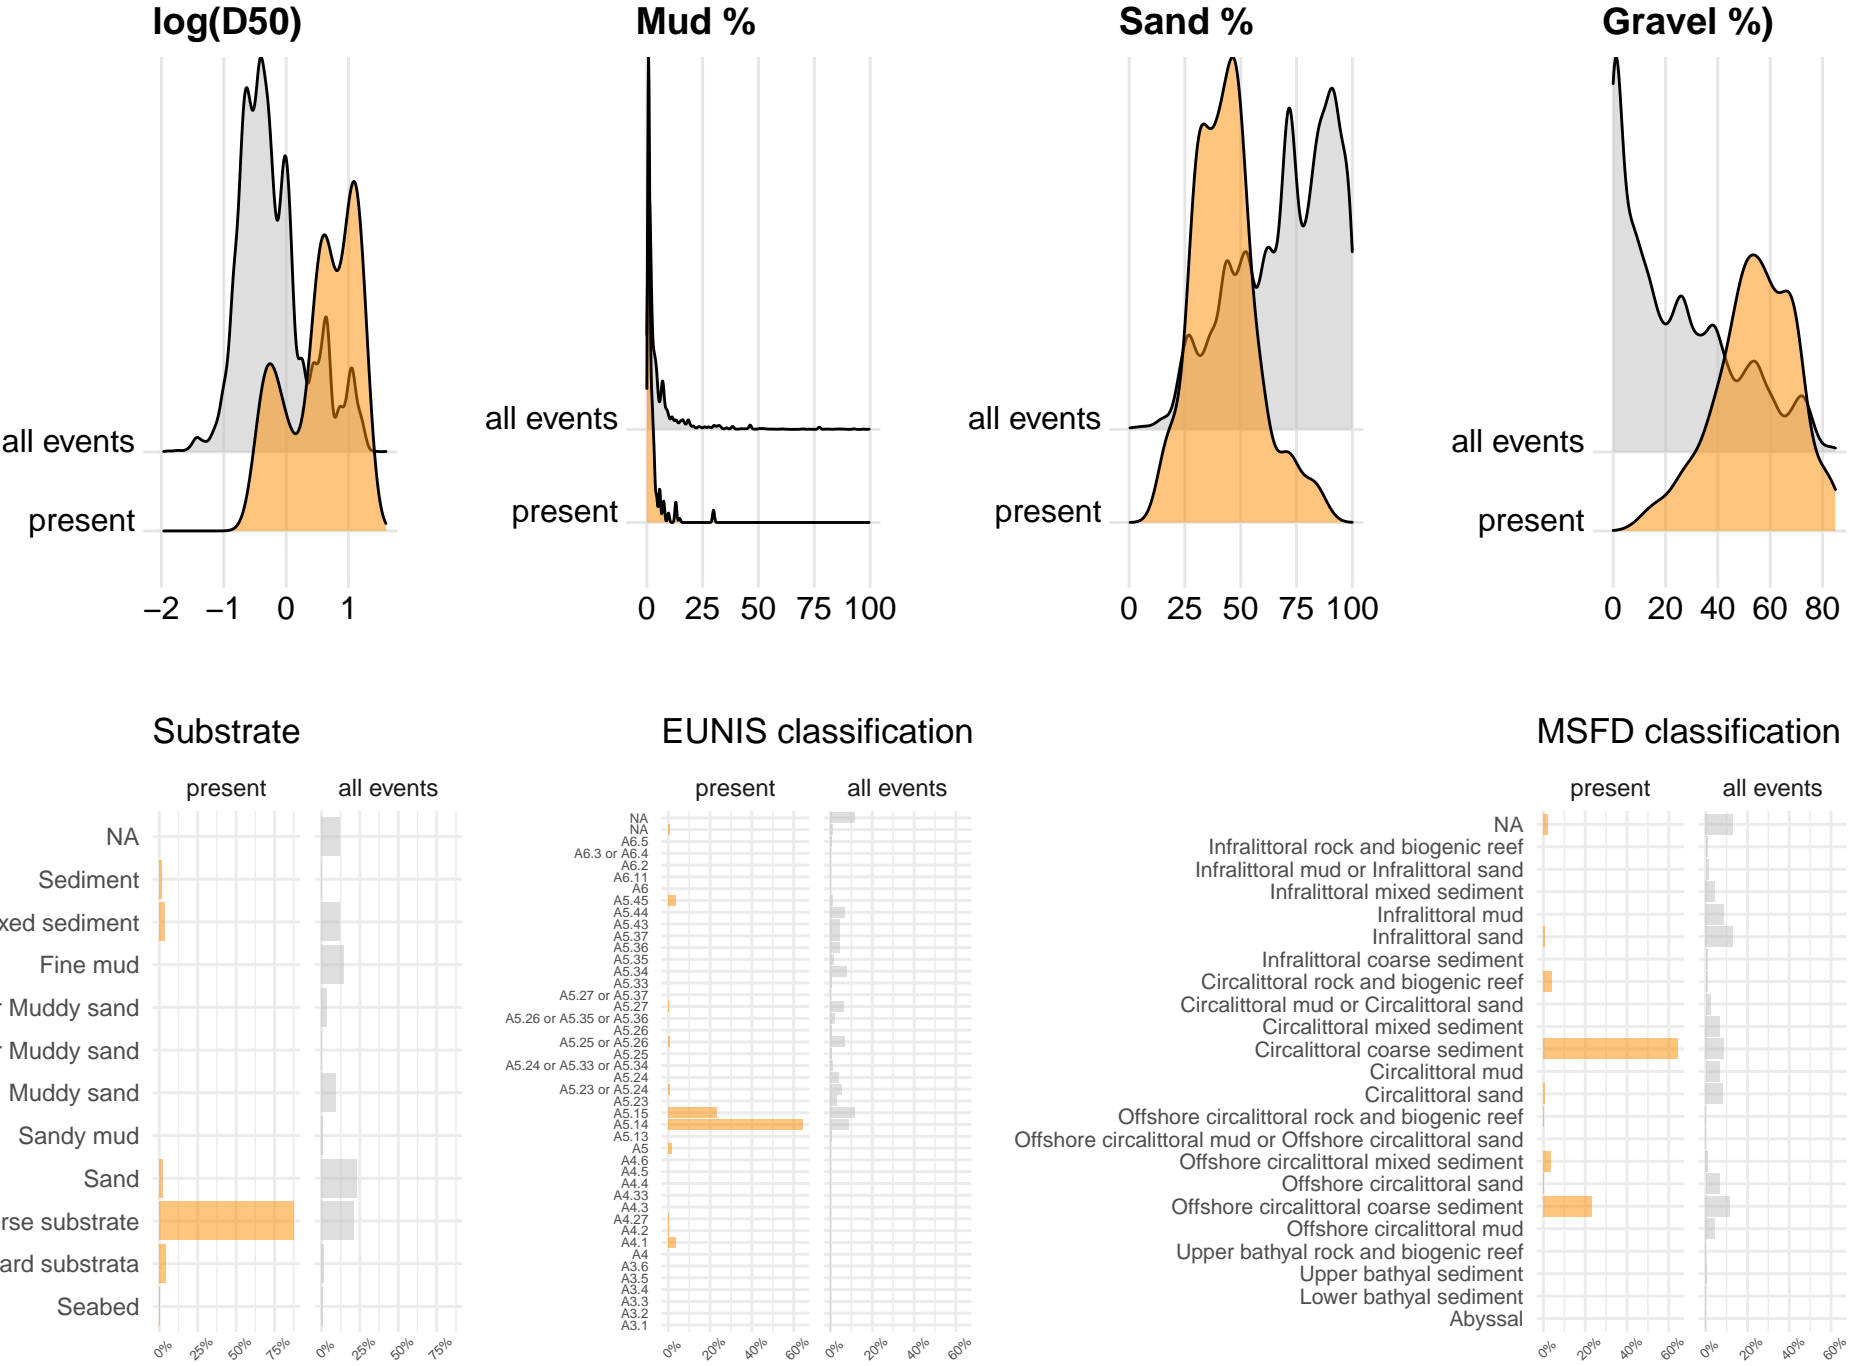 log(D50)
Mud %
Sand %
Gravel %)
all events
present
−2 −1 0 1
all events
present
0 25 50 75 100
all events
present
0 25 50 75 100
all events
present
0 20 40 60 80
Substrate
present all events
NA
Sediment
xed sediment
Fine mud
r Muddy sand
r Muddy sand
Muddy sand
Sandy mud
Sand
rse substrate
ard substrata
Seabed
0% 25% 50% 75% 0% 25% 50% 75%
EUNIS classification
present all events
NA
NA
A6.5
A6.3 or A6.4
A6.2
A6.11
A6
A5.45
A5.44
A5.43
A5.37
A5.36
A5.35
A5.34
A5.33
A5.27 or A5.37
A5.27
A5.26 or A5.35 or A5.36
A5.26
A5.25 or A5.26
A5.25
A5.24 or A5.33 or A5.34
A5.24
A5.23 or A5.24
A5.23
A5.15
A5.14
A5.13
A5
A4.6
A4.5
A4.4
A4.33
A4.3
A4.27
A4.2
A4.1
A4
A3.6
A3.5
A3.4
A3.3
A3.2
A3.1
0% 20% 40% 60% 0% 20% 40% 60%
MSFD classification
present all events
NA
Infralittoral rock and biogenic reef
Infralittoral mud or Infralittoral sand
Infralittoral mixed sediment
Infralittoral mud
Infralittoral sand
Infralittoral coarse sediment
Circalittoral rock and biogenic reef
Circalittoral mud or Circalittoral sand
Circalittoral mixed sediment
Circalittoral coarse sediment
Circalittoral mud
Circalittoral sand
Offshore circalittoral rock and biogenic reef
Offshore circalittoral mud or Offshore circalittoral sand
Offshore circalittoral mixed sediment
Offshore circalittoral sand
Offshore circalittoral coarse sediment
Offshore circalittoral mud
Upper bathyal rock and biogenic reef
Upper bathyal sediment
Lower bathyal sediment
Abyssal
0% 20% 40% 60% 0% 20% 40% 60%